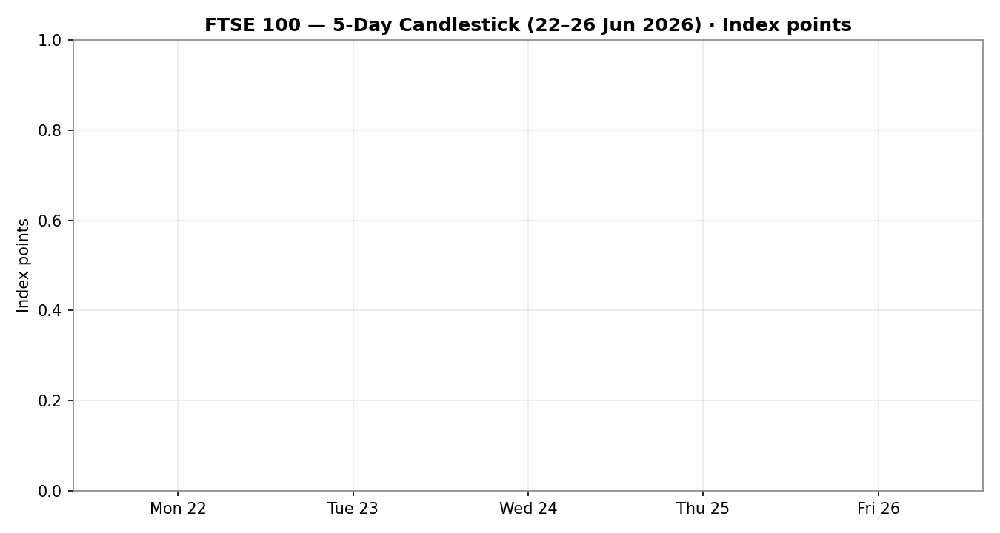 FTSE 100 — 5-Day Candlestick (22–26 Jun 2026) · Index points
Index points
1.0
0.8
0.6
0.4
0.2
0.0
Mon 22
Tue 23
Wed 24
Thu 25
Fri 26